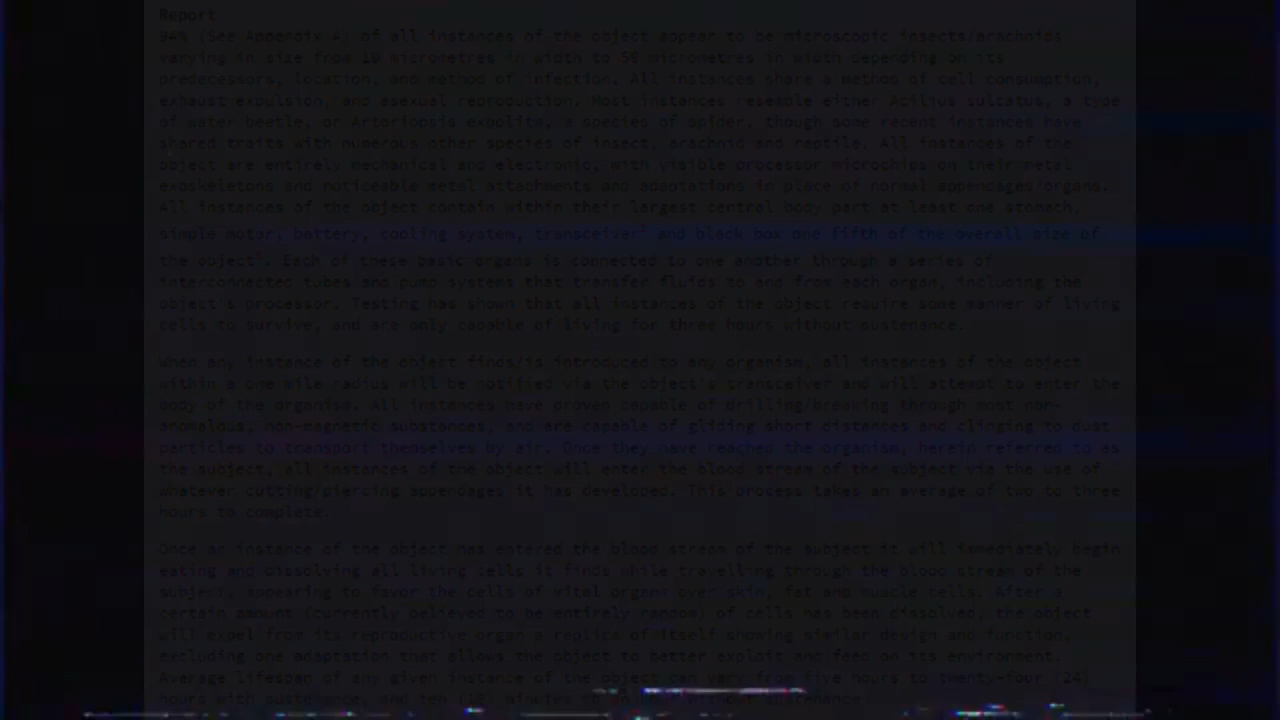 Report
94% (See Appendix A) of all instances of the object appear to be microscopic insects/arachnids
varying in size from 10 micrometres in width to 50 micrometres in width depending on its
predecessors, location, and method of infection. All instances share a method of cell consumption,
exhaust expulsion, and asexual reproduction. Most instances resemble either Acilius sulcatus, a type
of water beetle, or Artoriopsis expolita, a species of spider, though some recent instances have
shared traits with numerous other species of insect, arachnid and reptile. All instances of the
object are entirely mechanical and electronic, with visible processor microchips on their metal
exoskeletons and noticeable metal attachments and adaptations in place of normal appendages/organs.
All instances of the object contain within their largest central body part at least one stomach,
simple motor, battery, cooling system, transceiver and black box one fifth of the overall size of
the object. Each of these basic organs is connected to one another through a series of
interconnected tubes and pump systems that transfer fluids to and from each organ, including the
object's processor. Testing has shown that all instances of the object require some manner of living
cells to survive, and are only capable of living for three hours without sustenance.
When any instance of the object finds/is introduced to any organism, all instances of the object
within a one mile radius will be notified via the object's transceiver and will attempt to enter the
body of the organism. All instances have proven capable of drilling/breaking through most non-
anomalous, non-magnetic substances, and are capable of gliding short distances and clinging to dust
particles to transport themselves by air. Once they have reached the organism, herein referred to as
the subject, all instances of the object will enter the blood stream of the subject via the use of
whatever cutting/piercing appendages it has developed. This process takes an average of two to three
hours to complete.
Once an instance of the object has entered the blood stream of the subject it will immediately begin
eating and dissolving all living cells it finds while travelling through the blood stream of the
subject, appearing to favor the cells of vital organs over skin, fat and muscle cells. After a
certain amount (currently believed to be entirely random) of cells has been dissolved, the object
will expel from its reproductive organ a replica of itself showing similar design and function,
excluding one adaptation that allows the object to better exploit and feed on its environment.
Average lifespan of any given instance of the object can vary from five hours to twenty-four (24)
hours with sustenance, and ten (10) minutes to an hour without sustenance.